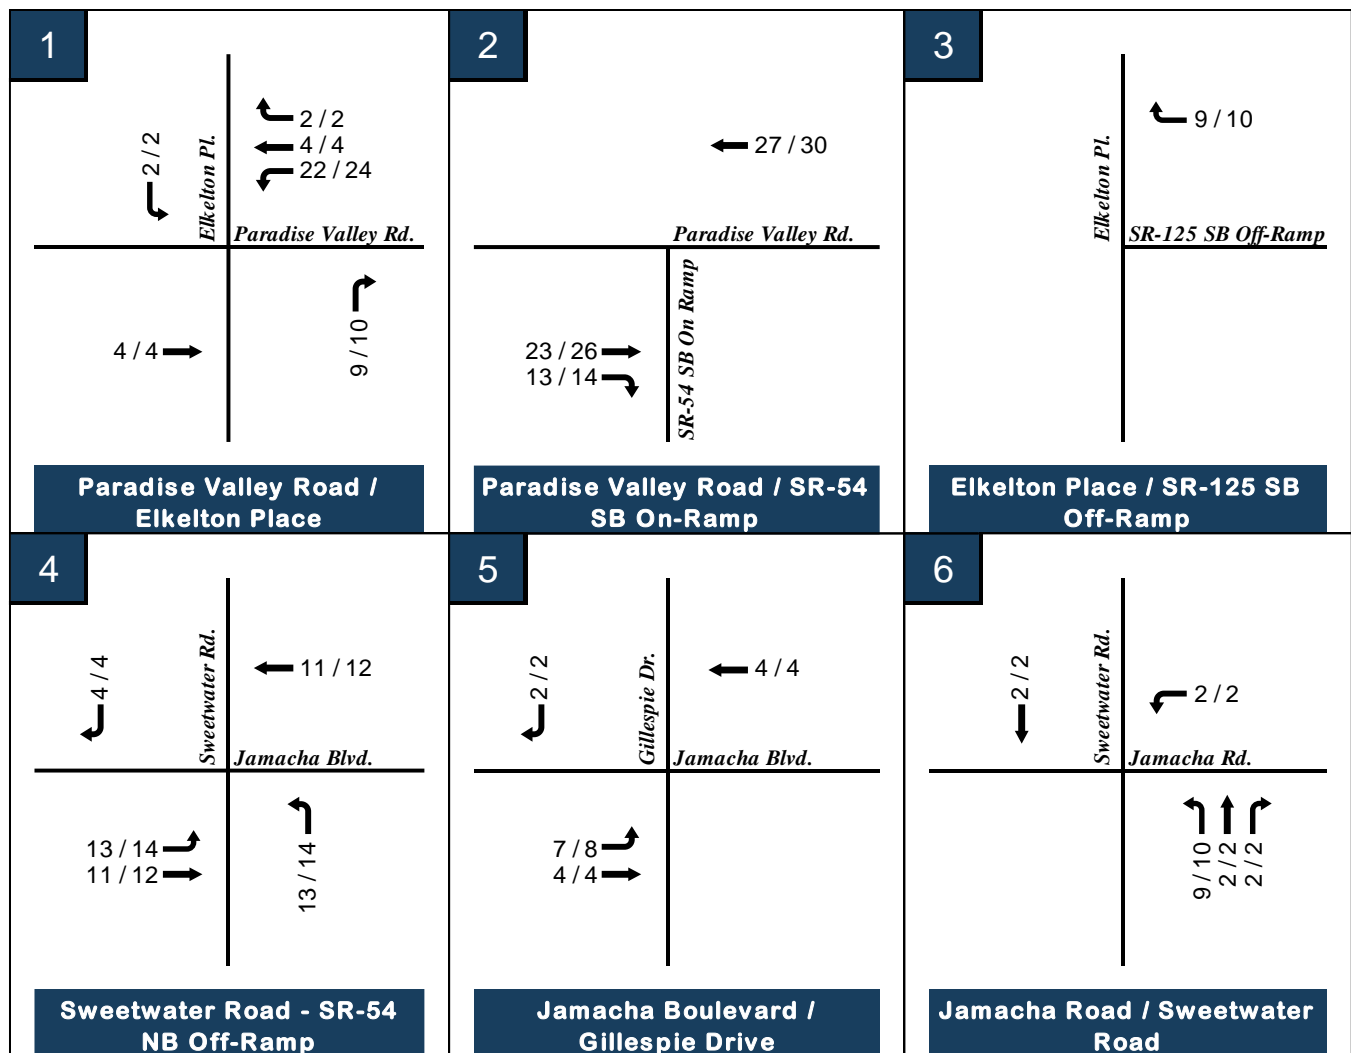 1
2 / 2
4 / 4
22 / 24
2 / 2
Elkelton Pl.
Paradise Valley Rd.
4 / 4
9 / 10
Paradise Valley Road /
Elkelton Place
2
27 / 30
Paradise Valley Rd.
SR-54 SB On Ramp
23 / 26
13 / 14
Paradise Valley Road / SR-54
SB On-Ramp
3
9 / 10
Elkelton Pl.
SR-125 SB Off-Ramp
Elkelton Place / SR-125 SB
Off-Ramp
4
4 / 4
Sweetwater Rd.
11 / 12
Jamacha Blvd.
13 / 14
11 / 12
13 / 14
Sweetwater Road - SR-54
NB Off-Ramp
5
2 / 2
Gillespie Dr.
4 / 4
Jamacha Blvd.
7 / 8
4 / 4
Jamacha Boulevard /
Gillespie Drive
6
2 / 2
Sweetwater Rd.
2 / 2
Jamacha Rd.
9 / 10
2 / 2
2 / 2
Jamacha Road / Sweetwater
Road